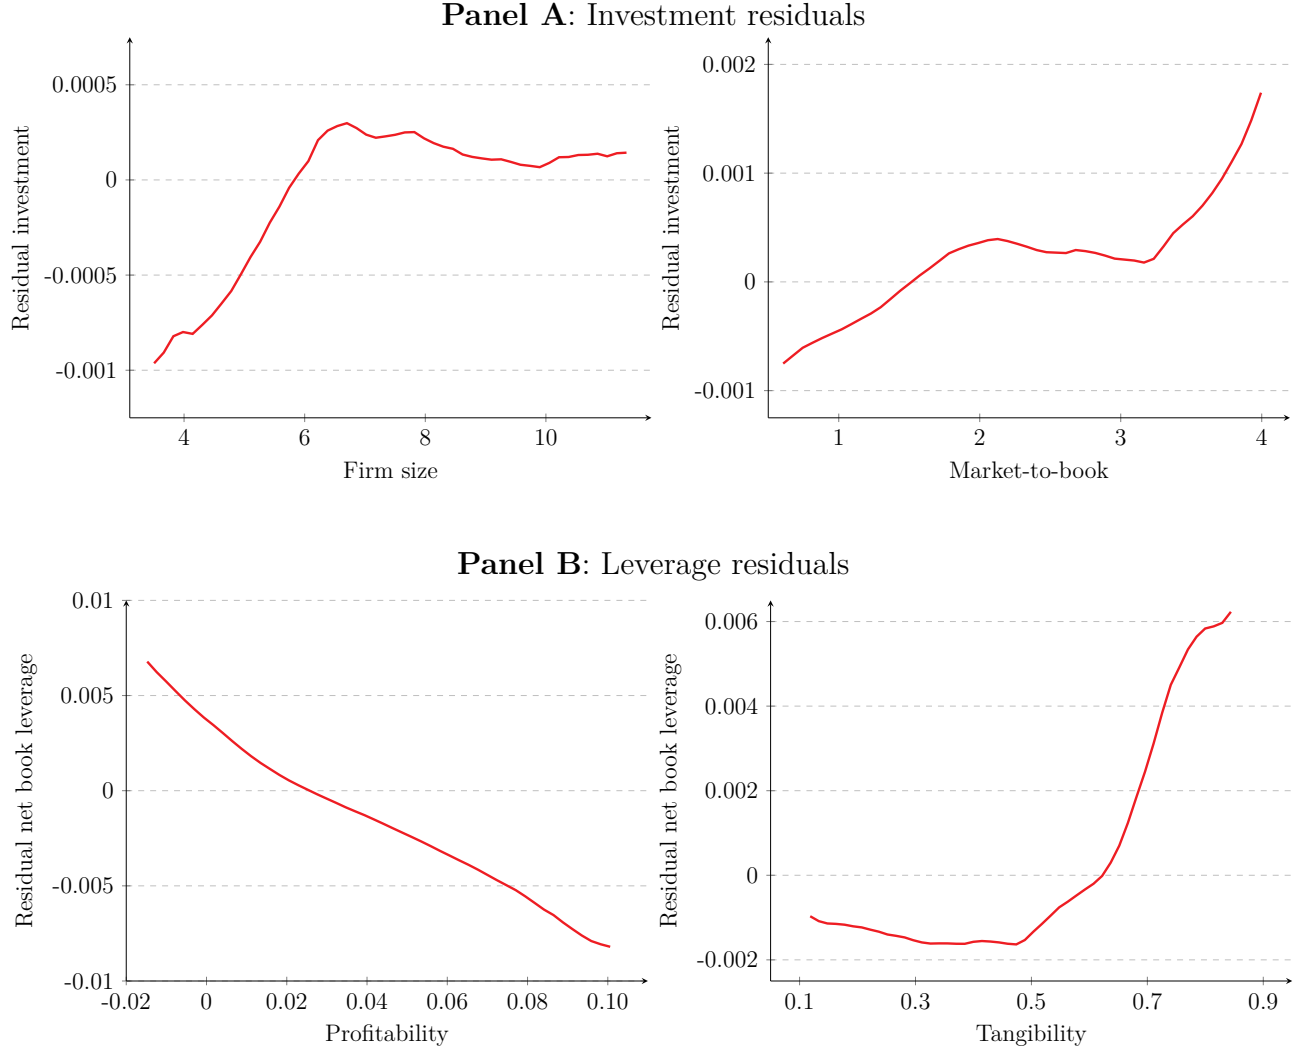 Panel A: Investment residuals
Residual investment
0.0005
0
-0.0005
-0.001
4 6 8 10
Firm size
Residual investment
0.002
0.001
0
-0.001
1 2 3 4
Market-to-book
Panel B: Leverage residuals
Residual net book leverage
0.01
0.005
0
-0.005
-0.01
-0.02 0 0.02 0.04 0.06 0.08 0.10
Profitability
Residual net book leverage
0.006
0.004
0.002
0
-0.002
0.1 0.3 0.5 0.7 0.9
Tangibility